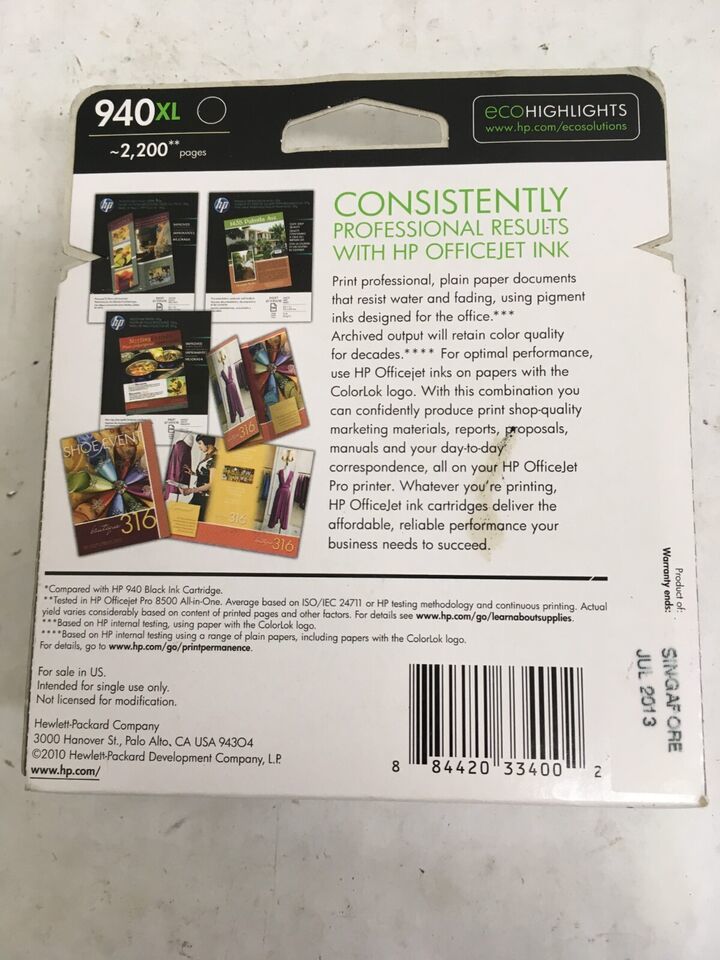 940XL
~2,200** pages
ecoHIGHLIGHTS
www.hp.com/ecosolutions
CONSISTENTLY
PROFESSIONAL RESULTS
WITH HP OFFICEJET INK
Print professional, plain paper documents
that resist water and fading, using pigment
inks designed for the office.***
Archived output will retain color quality
for decades.**** For optimal performance,
use HP Officejet inks on papers with the
ColorLok logo. With this combination you
can confidently produce print shop-quality
marketing materials, reports, proposals,
manuals and your day-to-day
correspondence, all on your HP OfficeJet
Pro printer. Whatever you're printing,
HP OfficeJet ink cartridges deliver the
affordable, reliable performance your
business needs to succeed.
hp
hp
1435 Palmilla Ave.
hp
Sizzling
SHOE EVENT
boutique 316
316
316
316
*Compared with HP 940 Black Ink Cartridge.
**Tested in HP Officejet Pro 8500 All-in-One. Average based on ISO/IEC 24711 or HP testing methodology and continuous printing. Actual
yield varies considerably based on content of printed pages and other factors. For details see www.hp.com/go/learnaboutsupplies.
***Based on HP internal testing, using paper with the ColorLok logo.
****Based on HP internal testing using a range of plain papers, including papers with the ColorLok logo.
For details, go to www.hp.com/go/printpermanence.
For sale in US.
Intended for single use only.
Not licensed for modification.
Hewlett-Packard Company
3000 Hanover St., Palo Alto, CA USA 94304
©2010 Hewlett-Packard Development Company, L.P.
www.hp.com/
8 84420 33400 2
Product of:
Warranty ends:
SINGAPORE
JUL 2013